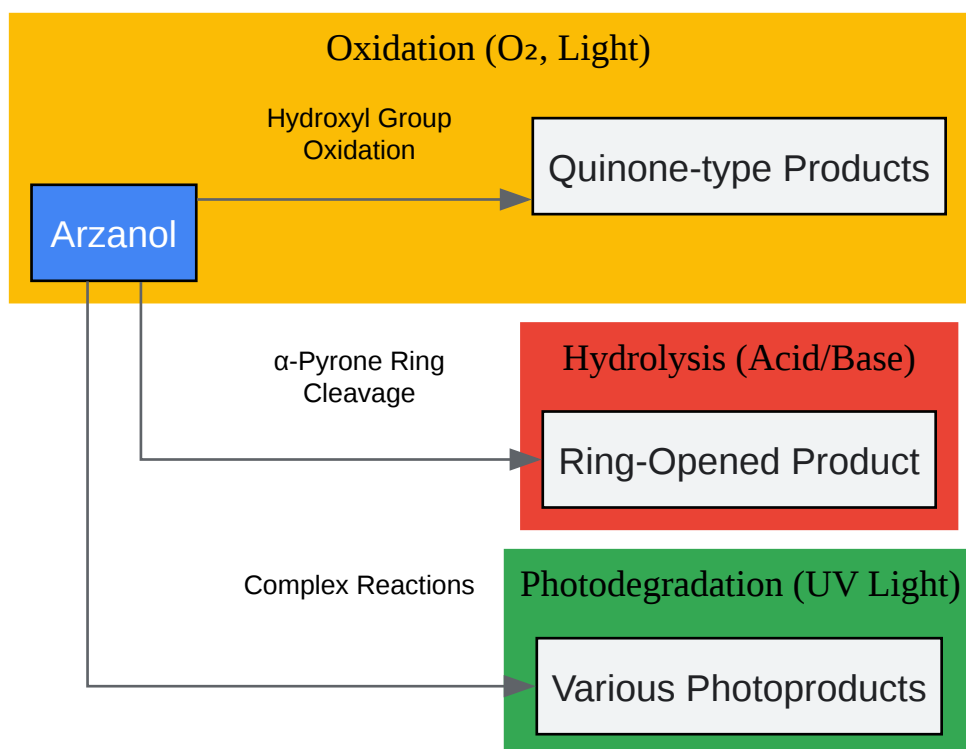 Oxidation (O₂, Light)
Hydroxyl Group
Oxidation
Quinone-type Products
Arzanol
α-Pyrone Ring
Cleavage
Hydrolysis (Acid/Base)
Ring-Opened Product
Complex Reactions
Photodegradation (UV Light)
Various Photoproducts